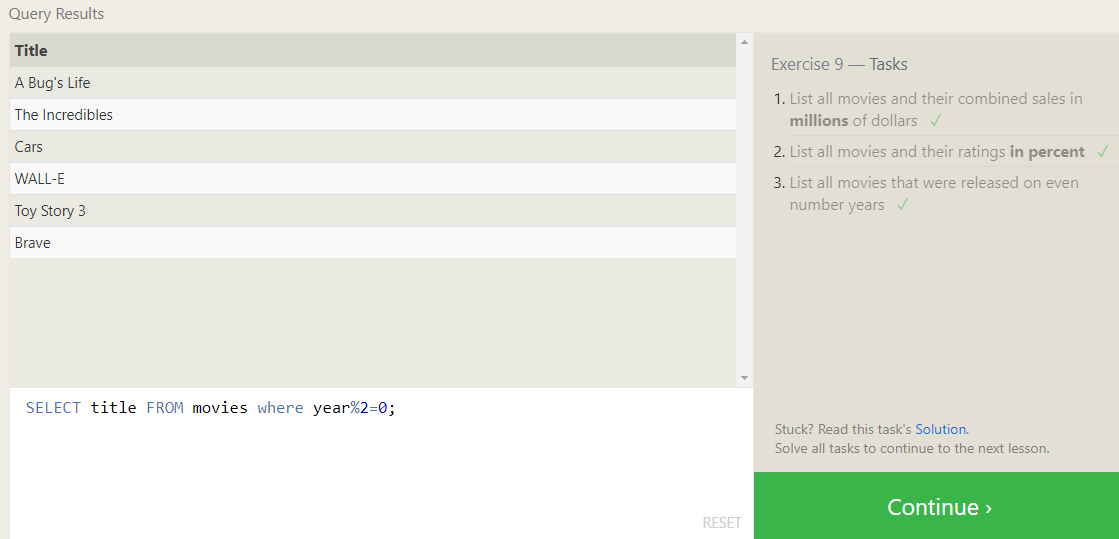 Query Results
Title
A Bug's Life
The Incredibles
Cars
WALL-E
Toy Story 3
Brave
SELECT title FROM movies where year%2=0;
RESET
Exercise 9 — Tasks
1. List all movies and their combined sales in
millions of dollars ✓
2. List all movies and their ratings in percent ✓
3. List all movies that were released on even
number years ✓
Stuck? Read this task's Solution.
Solve all tasks to continue to the next lesson.
Continue ›